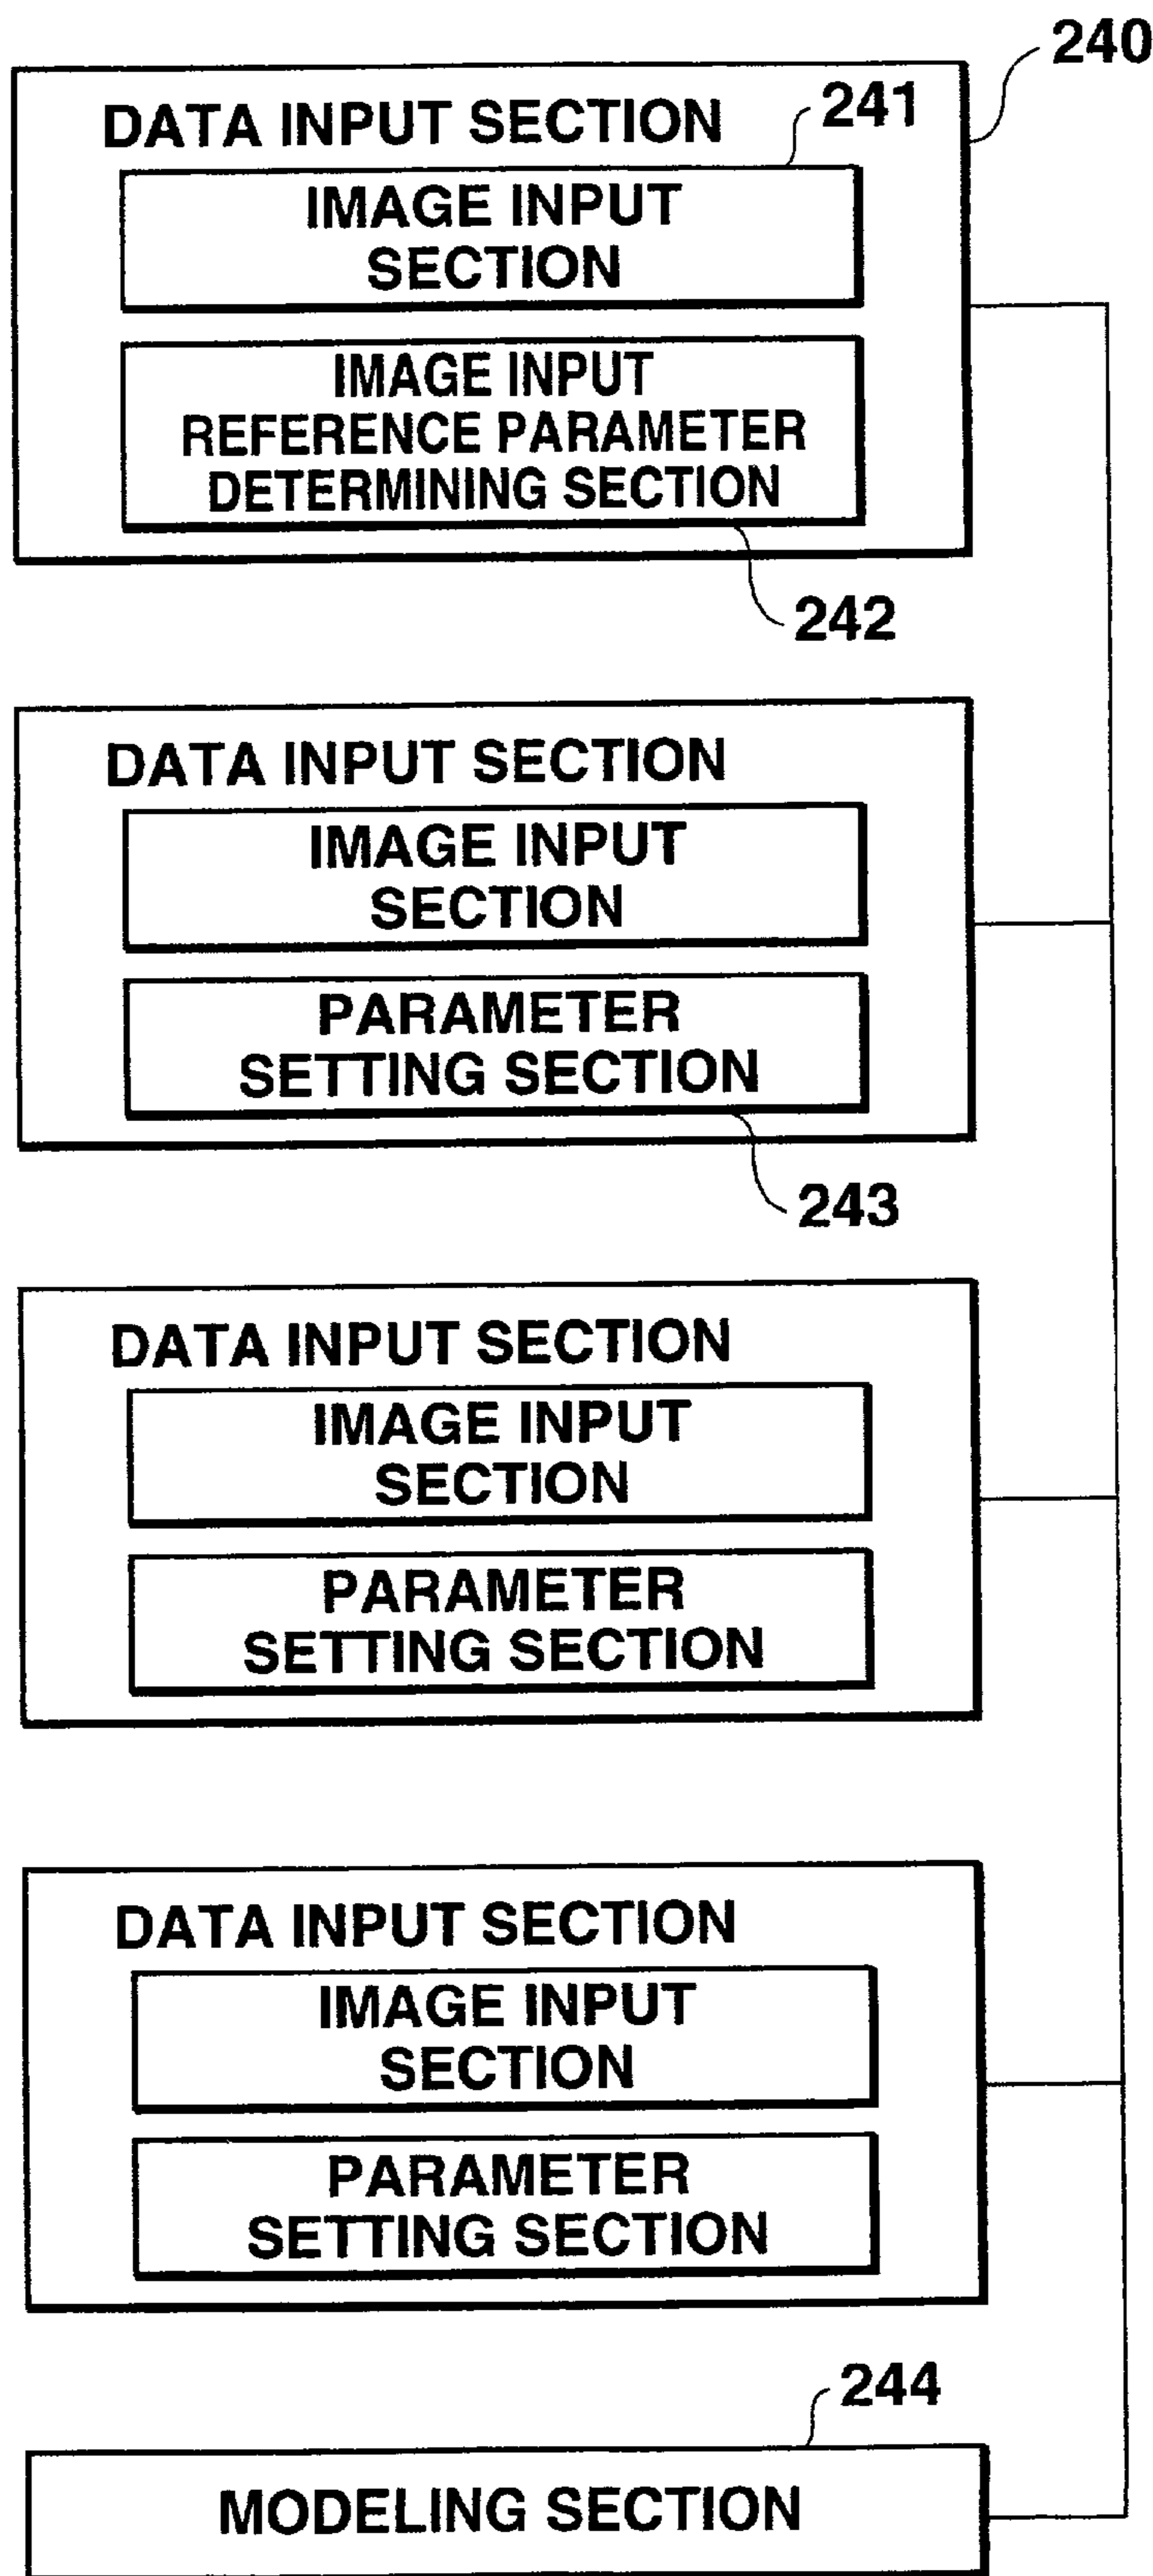 240
DATA INPUT SECTION
241
IMAGE INPUT
SECTION
IMAGE INPUT
REFERENCE PARAMETER
DETERMINING SECTION
242
DATA INPUT SECTION
IMAGE INPUT
SECTION
PARAMETER
SETTING SECTION
243
DATA INPUT SECTION
IMAGE INPUT
SECTION
PARAMETER
SETTING SECTION
DATA INPUT SECTION
IMAGE INPUT
SECTION
PARAMETER
SETTING SECTION
244
MODELING SECTION